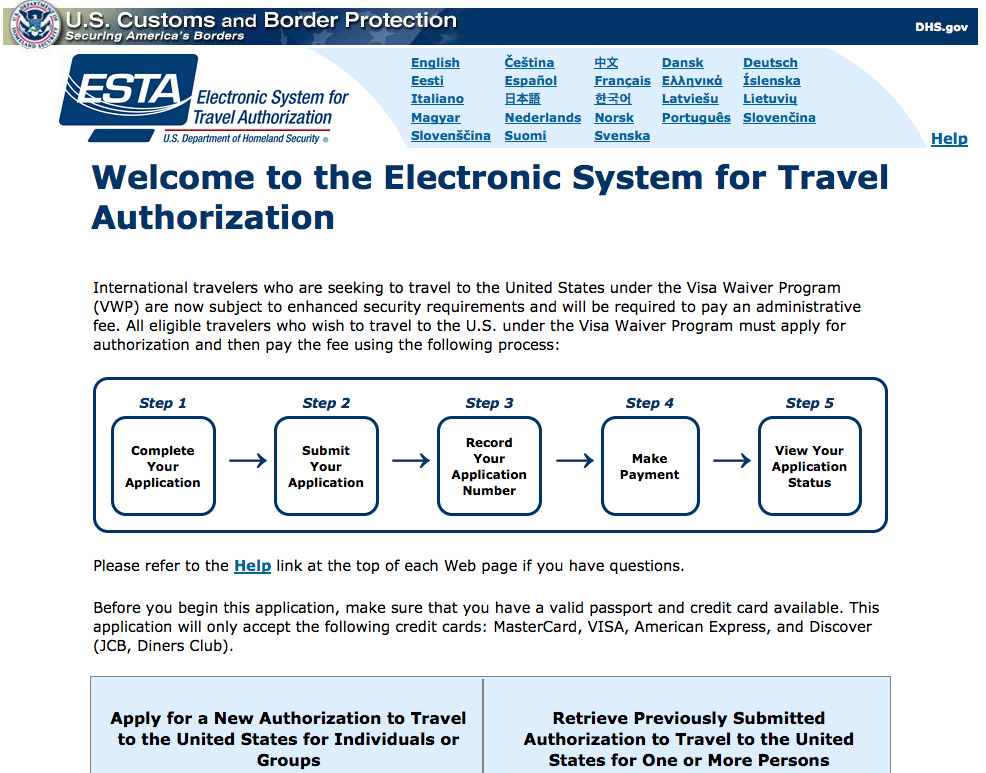 U.S. Customs and Border Protection
Securing America's Borders
DHS.gov
ESTA
Electronic System for
Travel Authorization
U.S. Department of Homeland Security ®
English Čeština 中文 Dansk Deutsch
Eesti Español Français Ελληνικά Íslenska
Italiano 日本語 한국어 Latviešu Lietuvių
Magyar Nederlands Norsk Português Slovenčina
Slovenščina Suomi Svenska
Help
Welcome to the Electronic System for Travel
Authorization
International travelers who are seeking to travel to the United States under the Visa Waiver Program
(VWP) are now subject to enhanced security requirements and will be required to pay an administrative
fee. All eligible travelers who wish to travel to the U.S. under the Visa Waiver Program must apply for
authorization and then pay the fee using the following process:
Step 1
Complete
Your
Application
Step 2
Submit
Your
Application
Step 3
Record
Your
Application
Number
Step 4
Make
Payment
Step 5
View Your
Application
Status
Please refer to the Help link at the top of each Web page if you have questions.
Before you begin this application, make sure that you have a valid passport and credit card available. This
application will only accept the following credit cards: MasterCard, VISA, American Express, and Discover
(JCB, Diners Club).
Apply for a New Authorization to Travel
to the United States for Individuals or
Groups
Retrieve Previously Submitted
Authorization to Travel to the United
States for One or More Persons